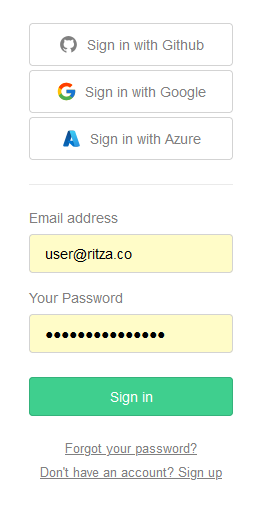 Sign in with Github
Sign in with Google
Sign in with Azure
Email address
user@ritza.co
Your Password
●●●●●●●●●●●●●●●
Sign in
Forgot your password?
Don't have an account? Sign up